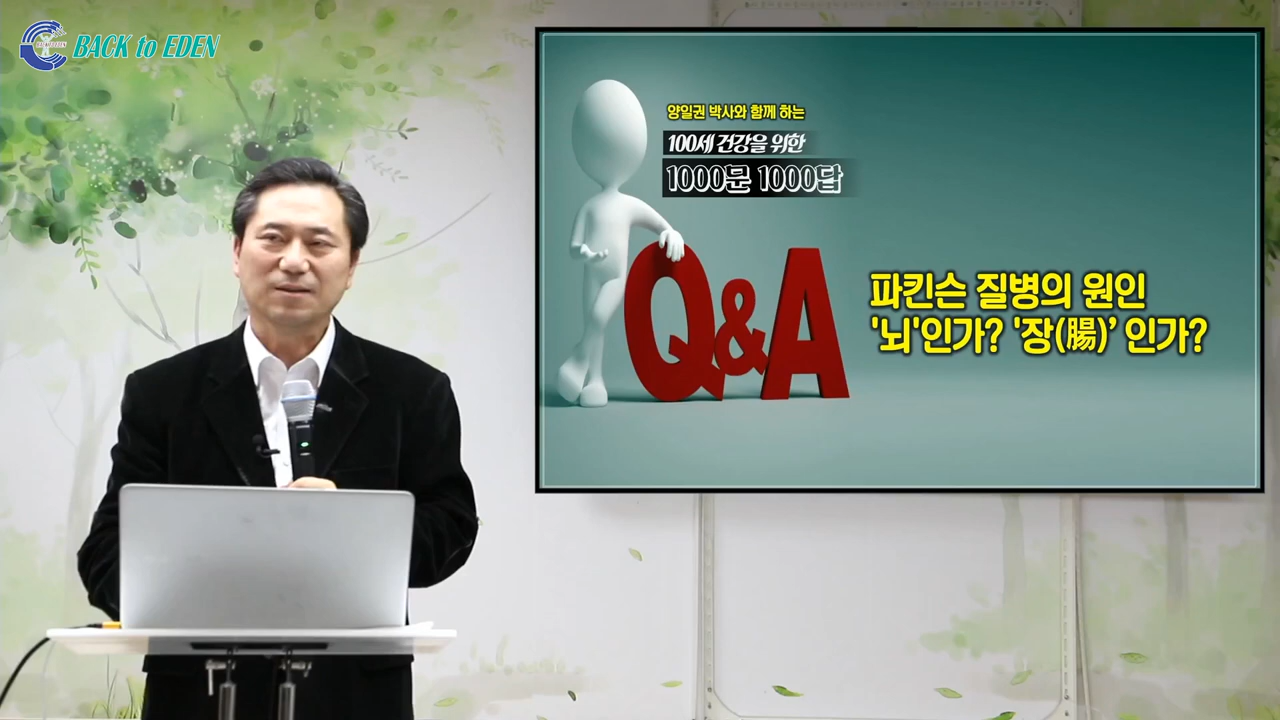 BACK to EDEN
양일권 박사와 함께 하는
100세 건강을 위한
1000문 1000답
Q&A
파킨슨 질병의 원인
'뇌'인가? '장(腸)’ 인가?